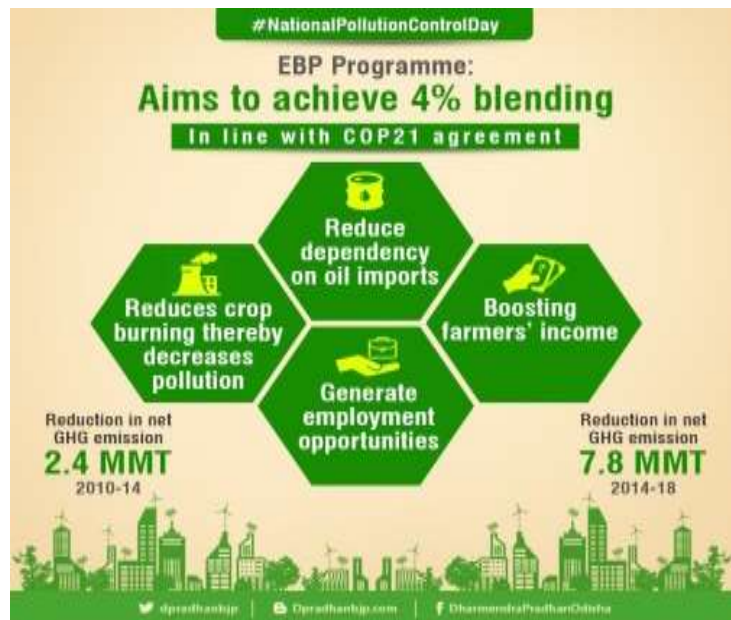 #NationalPollutionControlDay
EBP Programme:
Aims to achieve 4% blending
In line with COP21 agreement
Reduce
dependency
on oil imports
Reduces crop
burning thereby
decreases
pollution
Boosting
farmers' income
Generate
employment
opportunities
Reduction in net
GHG emission
2.4 MMT
2010-14
Reduction in net
GHG emission
7.8 MMT
2014-18
dpradhanbjp
Dpradhanbjp.com
DharmendraPradhanOdisha